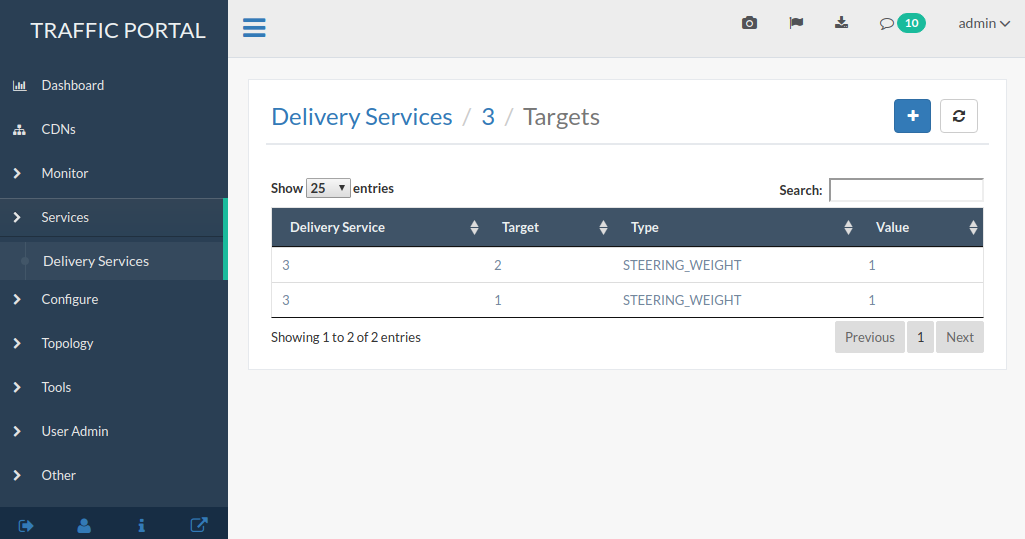 TRAFFIC PORTAL
10
admin
Dashboard
CDNs
Monitor
Services
Delivery Services
Configure
Topology
Tools
User Admin
Other
Delivery Services / 3 / Targets
Show 25 entries
Search:
Delivery Service Target Type Value
3 2 STEERING_WEIGHT 1
3 1 STEERING_WEIGHT 1
Showing 1 to 2 of 2 entries
Previous 1 Next